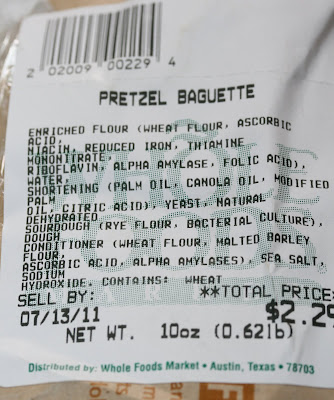 2 02009 00229 4
PRETZEL BAGUETTE
ENRICHED FLOUR (WHEAT FLOUR, ASCORBIC
ACID,
NIACIN, REDUCED IRON, THIAMINE
MONONITRATE,
RIBOFLAVIN, ALPHA AMYLASE, FOLIC ACID),
WATER,
SHORTENING (PALM OIL, CANOLA OIL, MODIFIED
PALM
OIL, CITRIC ACID), YEAST, NATURAL
DEHYDRATED
SOURDOUGH (RYE FLOUR, BACTERIAL CULTURE),
DOUGH
CONDITIONER (WHEAT FLOUR, MALTED BARLEY
FLOUR,
ASCORBIC ACID, ALPHA AMYLASES), SEA SALT,
SODIUM
HYDROXIDE. CONTAINS: WHEAT
SELL BY: **TOTAL PRICE:
07/13/11 $2.29
NET WT. 10oz (0.62lb)
Distributed by: Whole Foods Market • Austin, Texas • 78703